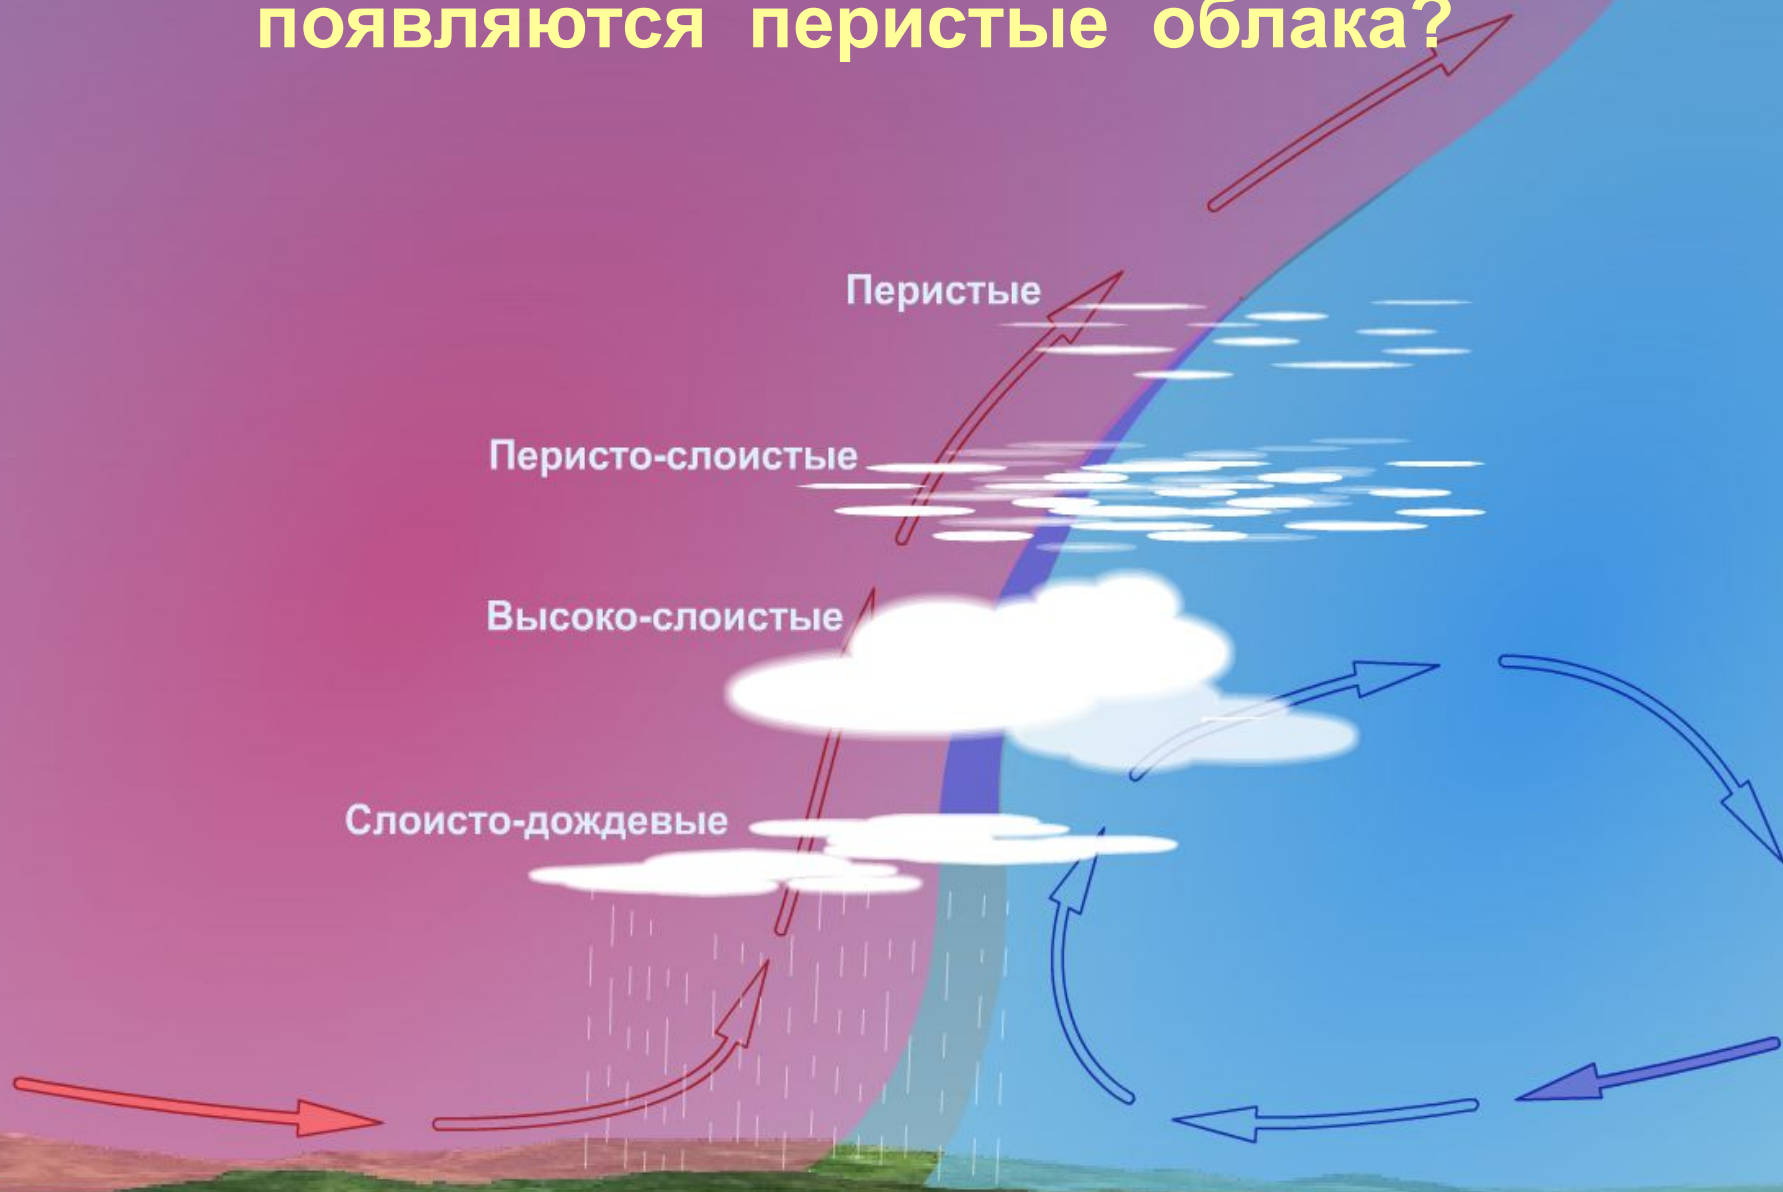 появляются перистые облака?
Перистые
Перисто-слоистые
Высоко-слоистые
Слоисто-дождевые